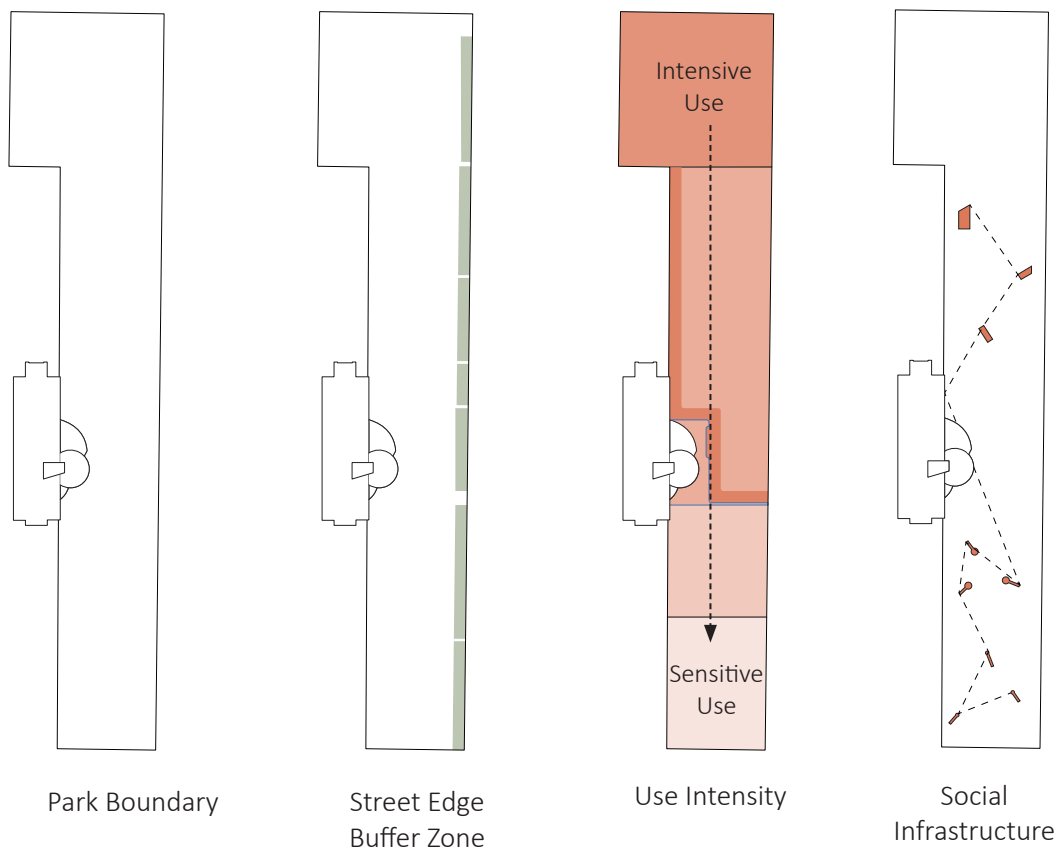 Intensive
Use
Sensitive
Use
Park Boundary
Street Edge
Buffer Zone
Use Intensity
Social
Infrastructure